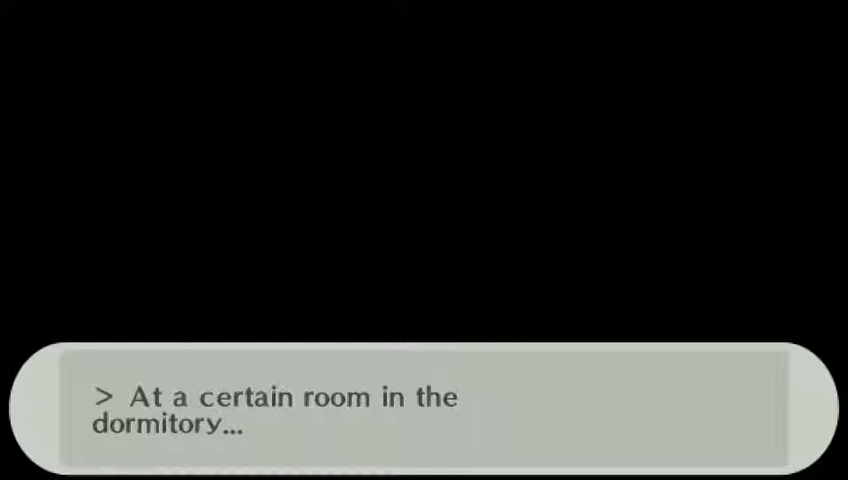 > At a certain room in the
dormitory...